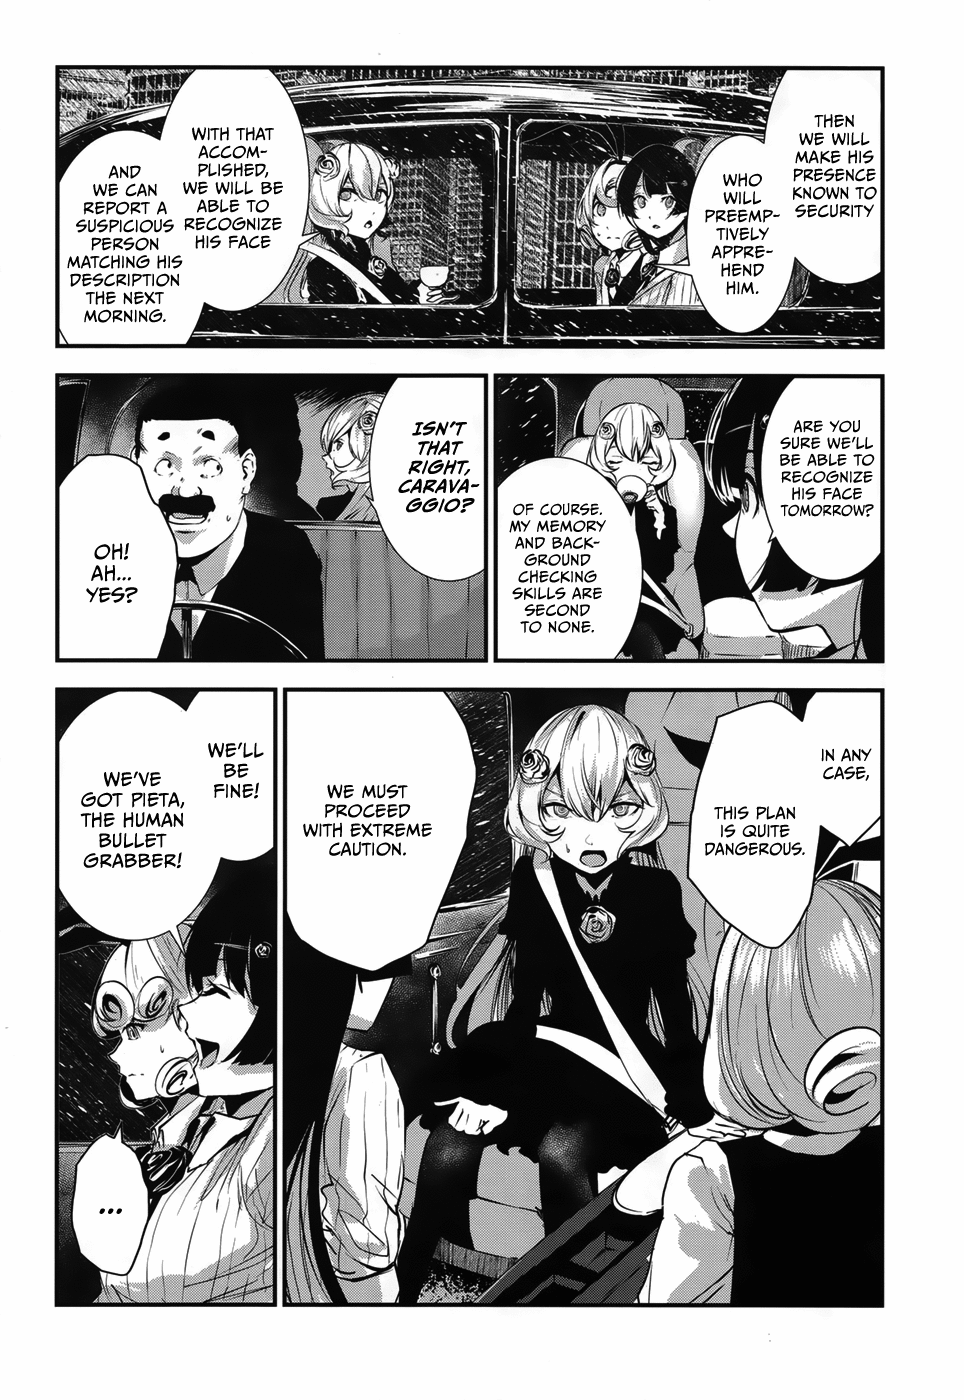 THEN
WE WILL
MAKE HIS
PRESENCE
KNOWN TO
SECURITY
WHO
WILL
PREEMP-
TIVELY
APPRE-
HEND
HIM.
WITH THAT
ACCOM-
PLISHED,
WE WILL BE
ABLE TO
RECOGNIZE
HIS FACE
AND
WE CAN
REPORT A
SUSPICIOUS
PERSON
MATCHING HIS
DESCRIPTION
THE NEXT
MORNING.
ARE YOU
SURE WE'LL
BE ABLE TO
RECOGNIZE
HIS FACE
TOMORROW?
OF COURSE.
MY MEMORY
AND BACK-
GROUND
CHECKING
SKILLS ARE
SECOND
TO NONE.
ISN'T
THAT
RIGHT,
CARAVA-
GGIO?
OH!
AH...
YES?
IN ANY
CASE,
THIS PLAN
IS QUITE
DANGEROUS.
WE MUST
PROCEED
WITH EXTREME
CAUTION.
WE'LL
BE
FINE!
WE'VE
GOT PIETA,
THE HUMAN
BULLET
GRABBER!
...